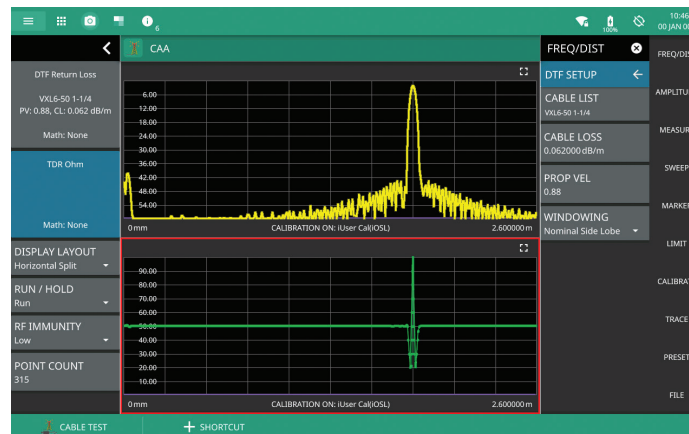 6
100%
10:46
00 JAN 00
CAA
DTF Return Loss
VXL6-50 1-1/4
PV: 0.88, CL: 0.062 dB/m
Math: None
TDR Ohm
Math: None
DISPLAY LAYOUT
Horizontal Split
RUN / HOLD
Run
RF IMMUNITY
Low
POINT COUNT
315
6.00
12.00
18.00
24.00
30.00
36.00
42.00
48.00
54.00
0 mm
CALIBRATION ON: iUser Cal(iOSL)
2.600000 m
90.00
80.00
70.00
60.00
50.00
40.00
30.00
20.00
10.00
0 mm
CALIBRATION ON: iUser Cal(iOSL)
2.600000 m
FREQ/DIST
DTF SETUP
CABLE LIST
VXL6-50 1-1/4
CABLE LOSS
0.062000 dB/m
PROP VEL
0.88
WINDOWING
Nominal Side Lobe
FREQ/DIS
AMPLITU
MEASUR
SWEEP
MARKER
LIMIT
CALIBRA
TRACE
PRESET
FILE
CABLE TEST
+ SHORTCUT